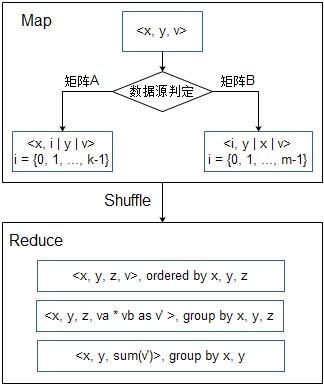 Map
<x, y, v>
矩阵A
矩阵B
数据源判定
<x, i | y | v>
i = {0, 1, …, k-1}
<i, y | x | v>
i = {0, 1, …, m-1}
Shuffle
Reduce
<x, y, z, v>, ordered by x, y, z
<x, y, z, va * vb as v' >, group by x, y, z
<x, y, sum(v')>, group by x, y